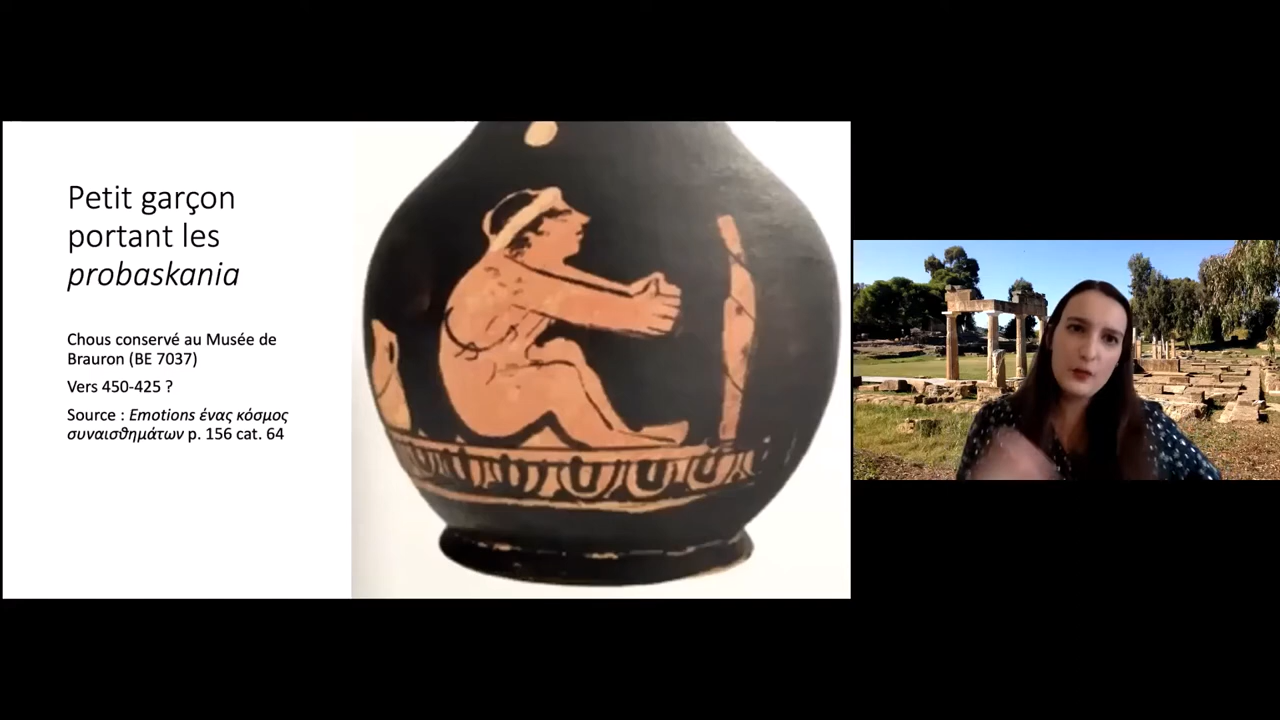 Petit garçon
portant les
probaskania
Chous conservé au Musée de
Brauron (BE 7037)
Vers 450-425 ?
Source : Emotions ένας κόσμος
συναισθημάτων p. 156 cat. 64